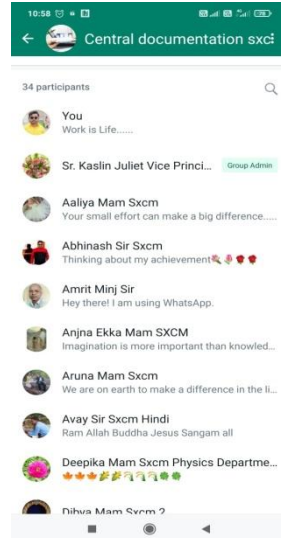 10:58
Central documentation sxc
34 participants
You
Work is Life......
Sr. Kaslin Juliet Vice Princi...
Group Admin
Aaliya Mam Sxcm
Your small effort can make a big difference.....
Abhinash Sir Sxcm
Thinking about my achievement
Amrit Minj Sir
Hey there! I am using WhatsApp.
Anjna Ekka Mam SXCM
Imagination is more important than knowled...
Aruna Mam Sxcm
We are on earth to make a difference in the li...
Avay Sir Sxcm Hindi
Ram Allah Buddha Jesus Sangam all
Deepika Mam Sxcm Physics Departme...
Dibya Mam Sxcm 2